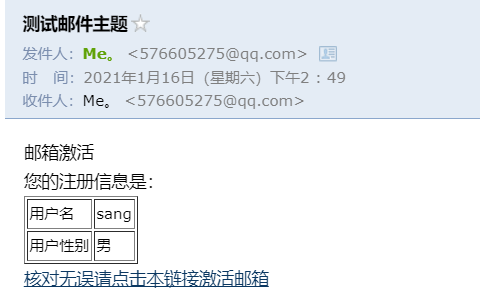 测试邮件主题
发件人：Me。 <576605275@qq.com>
时　间：2021年1月16日（星期六）下午2：49
收件人：Me。 <576605275@qq.com>
邮箱激活
您的注册信息是：
用户名 sang
用户性别 男
核对无误请点击本链接激活邮箱